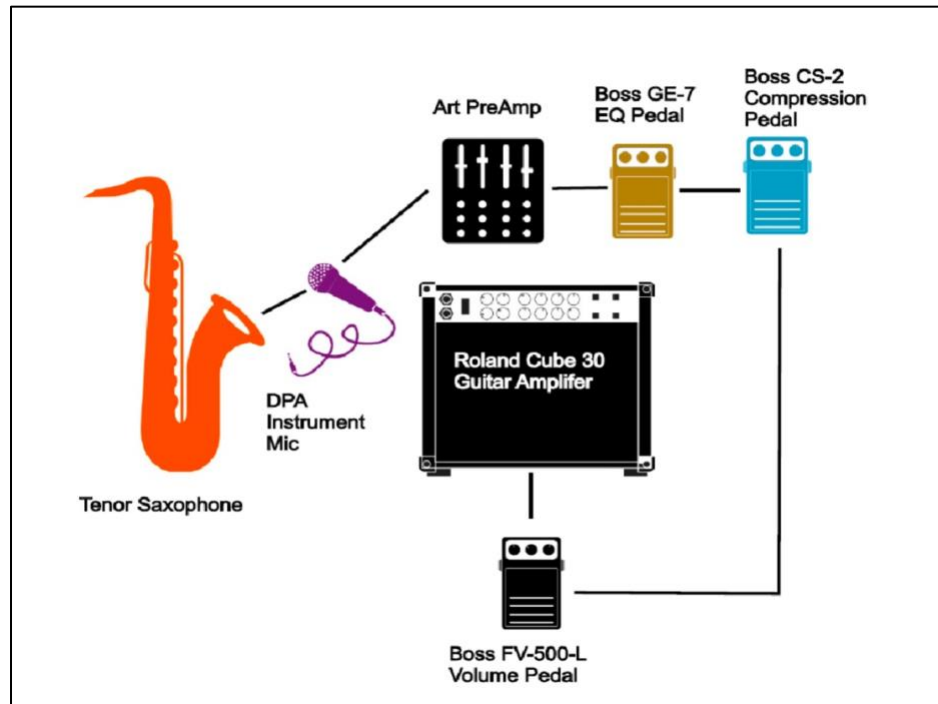 Art PreAmp
Boss GE-7
EQ Pedal
Boss CS-2
Compression
Pedal
Roland Cube 30
Guitar Amplifer
DPA
Instrument
Mic
Tenor Saxophone
Boss FV-500-L
Volume Pedal